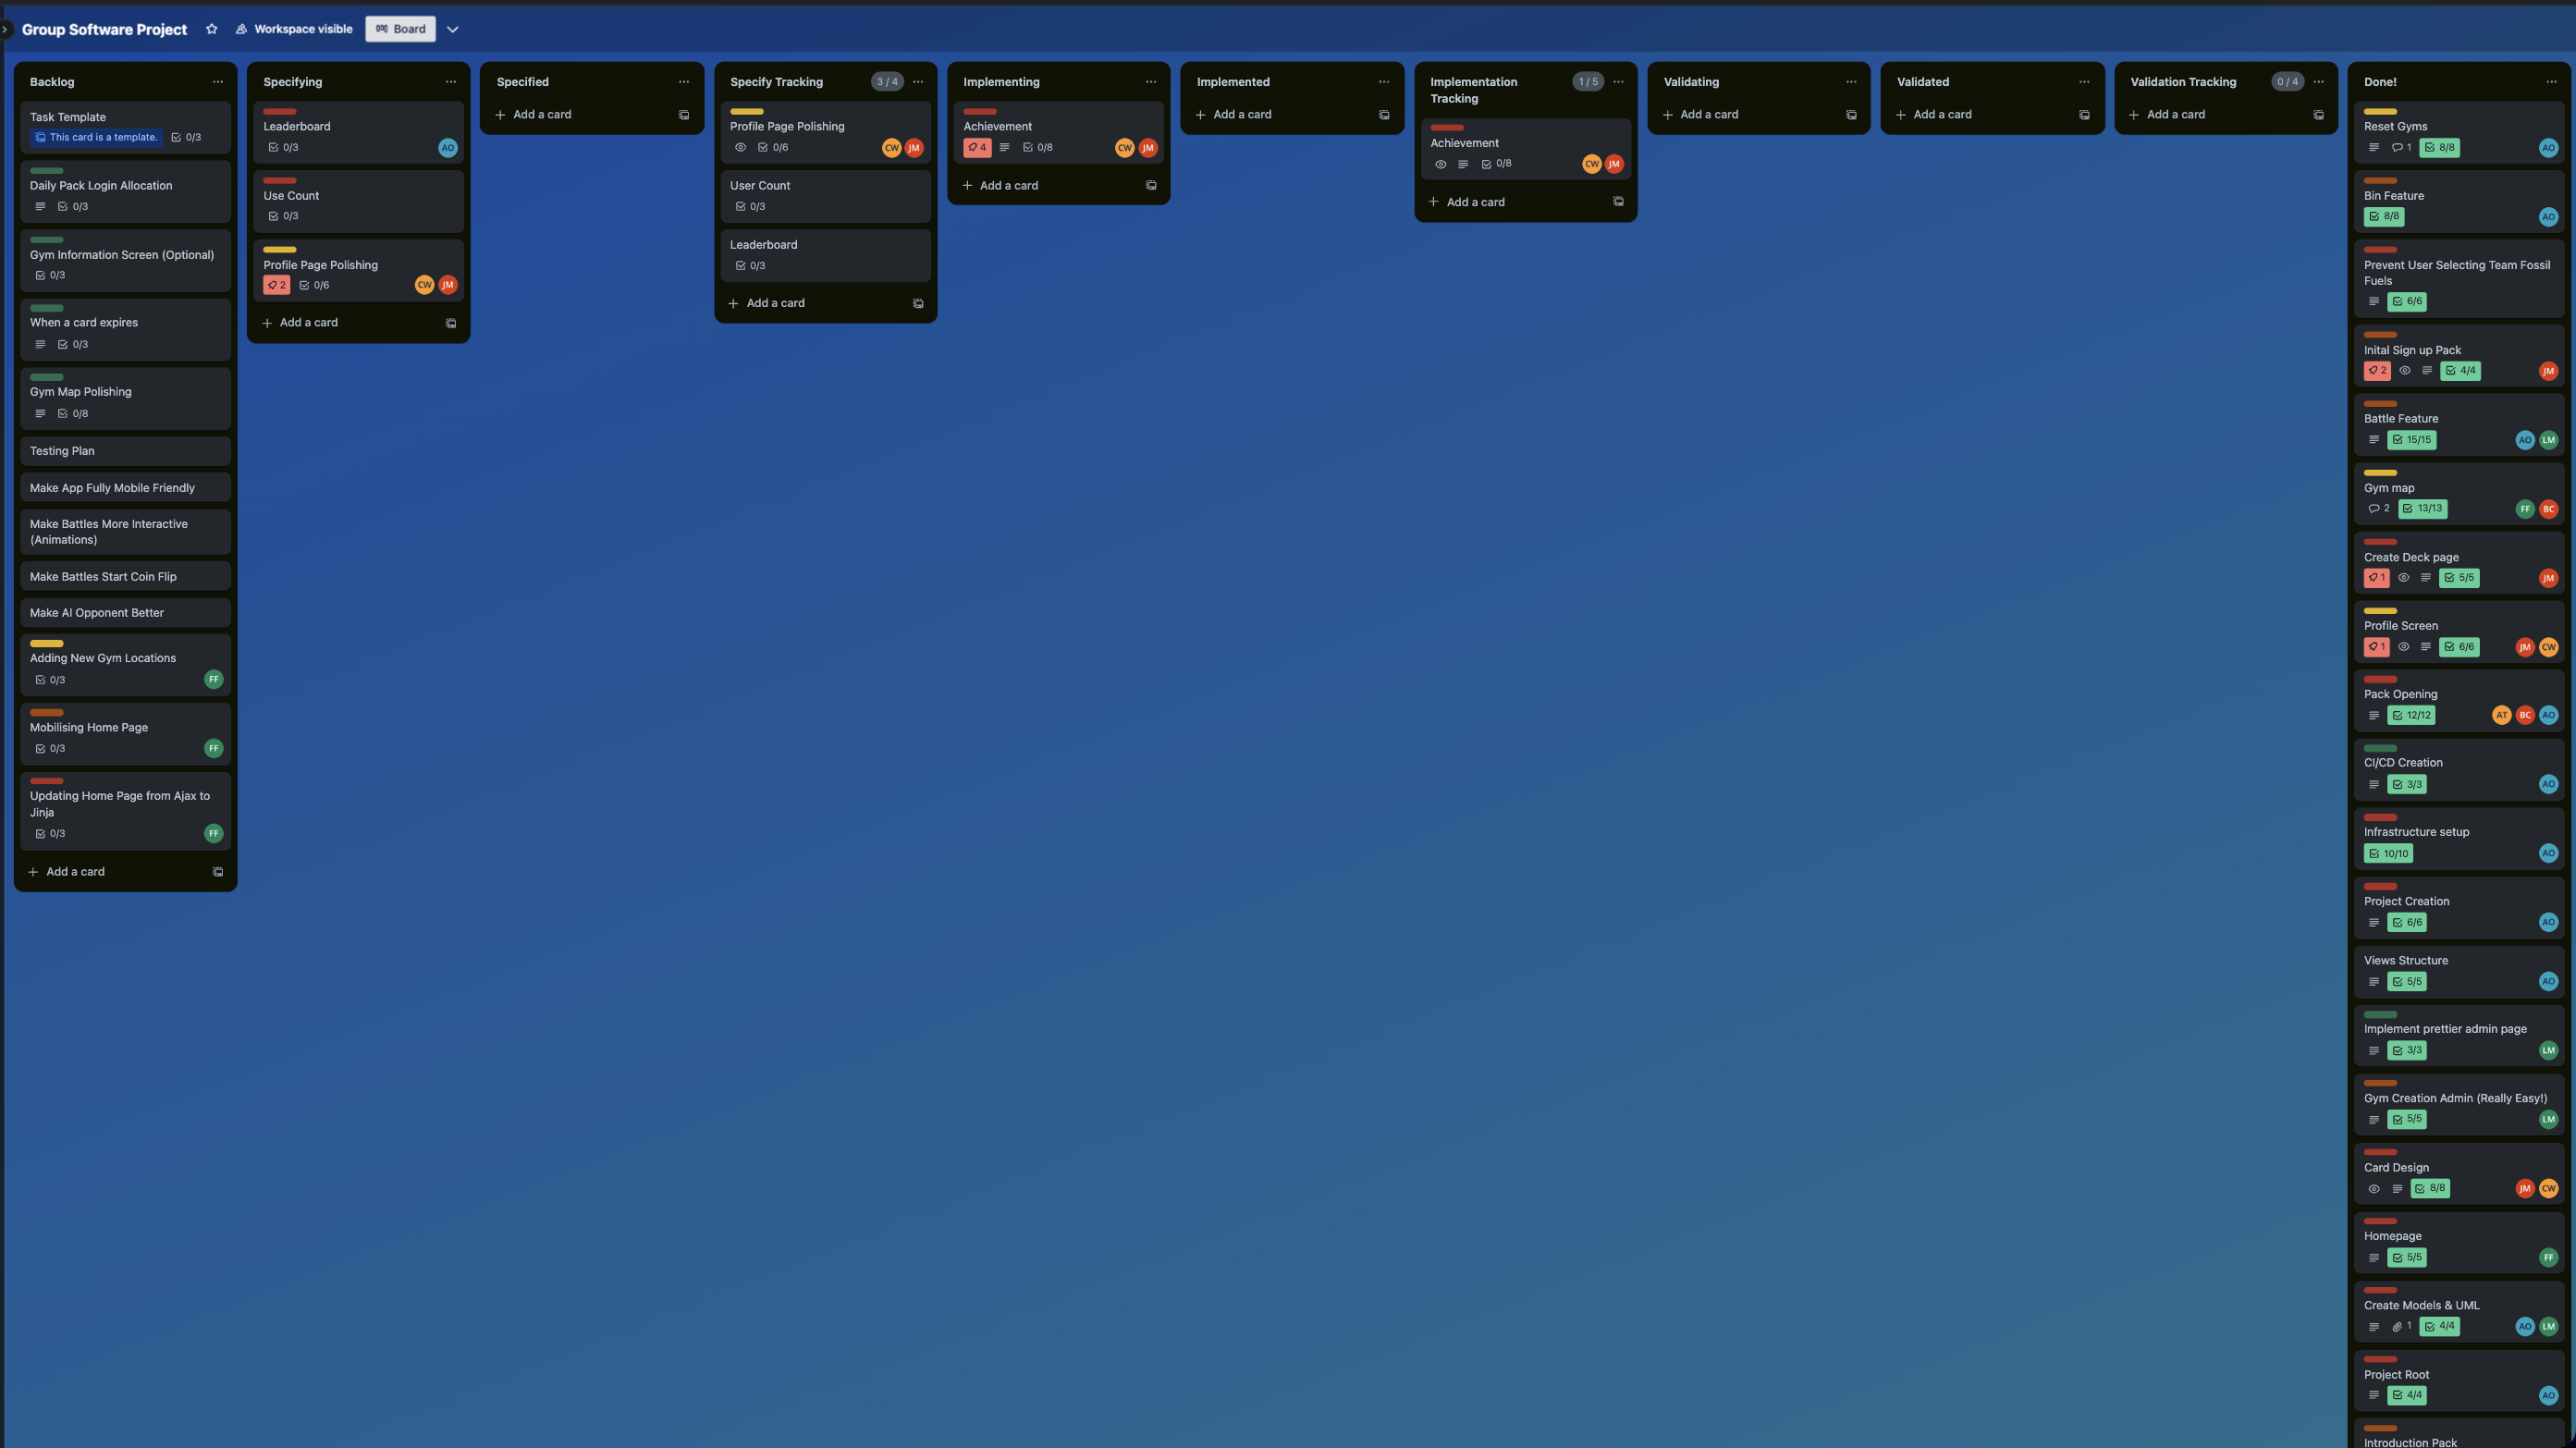 Group Software Project
Workspace visible
Board
Backlog
Task Template
This card is a template.
0/3
Daily Pack Login Allocation
0/3
Gym Information Screen (Optional)
0/3
When a card expires
0/3
Gym Map Polishing
0/8
Testing Plan
Make App Fully Mobile Friendly
Make Battles More Interactive
(Animations)
Make Battles Start Coin Flip
Make AI Opponent Better
Adding New Gym Locations
0/3
FF
Mobilising Home Page
0/3
FF
Updating Home Page from Ajax to
Jinja
0/3
FF
Add a card
Specifying
Leaderboard
0/3
AO
Use Count
0/3
Profile Page Polishing
2
0/6
CW
JM
Add a card
Specified
Add a card
Specify Tracking
3 / 4
Profile Page Polishing
0/6
CW
JM
User Count
0/3
Leaderboard
0/3
Add a card
Implementing
Achievement
4
0/8
CW
JM
Add a card
Implemented
Add a card
Implementation
Tracking
1 / 5
Achievement
0/8
CW
JM
Add a card
Validating
Add a card
Validated
Add a card
Validation Tracking
0 / 4
Add a card
Done!
Reset Gyms
1
8/8
AO
Bin Feature
8/8
AO
Prevent User Selecting Team Fossil
Fuels
6/6
Inital Sign up Pack
2
4/4
JM
Battle Feature
15/15
AO
LM
Gym map
2
13/13
FF
BC
Create Deck page
1
5/5
JM
Profile Screen
1
6/6
JM
CW
Pack Opening
12/12
AT
BC
AO
CI/CD Creation
3/3
AO
Infrastructure setup
10/10
AO
Project Creation
6/6
AO
Views Structure
5/5
AO
Implement prettier admin page
3/3
LM
Gym Creation Admin (Really Easy!)
5/5
LM
Card Design
8/8
JM
CW
Homepage
5/5
FF
Create Models & UML
1
4/4
AO
LM
Project Root
4/4
AO
Introduction Pack